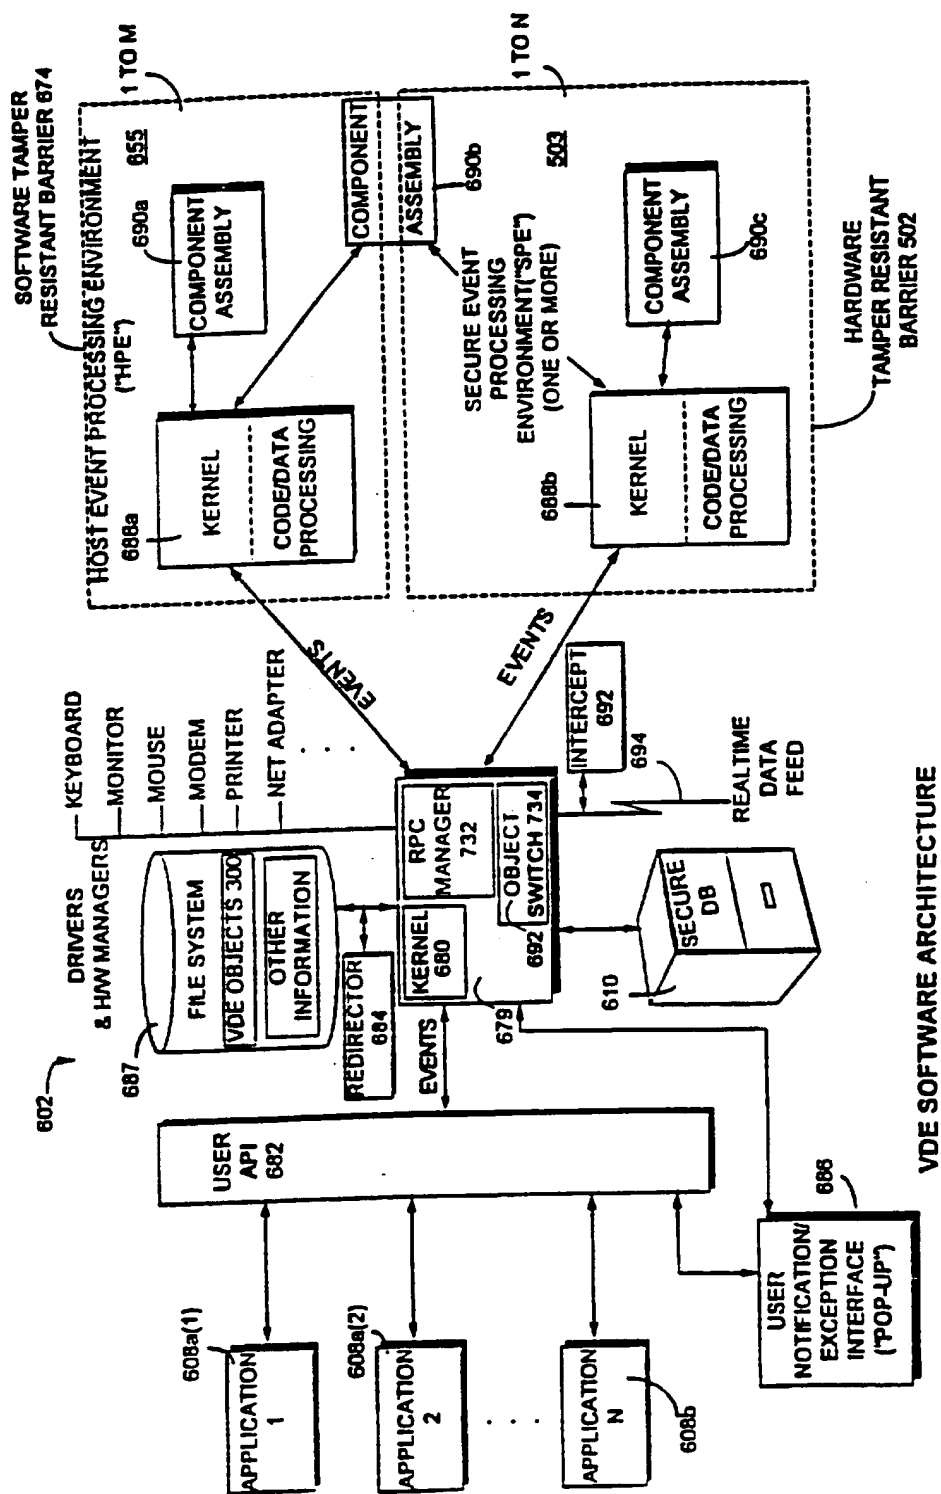 602
DRIVERS
& H/W MANAGERS
KEYBOARD
MONITOR
MOUSE
MODEM
PRINTER
NET ADAPTER
. . . .
SOFTWARE TAMPER
RESISTANT BARRIER 674
HOST EVENT PROCESSING ENVIRONMENT
("HPE")
655
1 TO M
690a
COMPONENT
ASSEMBLY
688a
KERNEL
CODE/DATA
PROCESSING
COMPONENT
ASSEMBLY
690b
1 TO N
503
SECURE EVENT
PROCESSING
ENVIRONMENT("SPE")
(ONE OR MORE)
688b
KERNEL
CODE/DATA
PROCESSING
COMPONENT
ASSEMBLY
690c
HARDWARE
TAMPER RESISTANT
BARRIER 502
EVENTS
EVENTS
687
FILE SYSTEM
VDE OBJECTS 300
OTHER
INFORMATION
REDIRECTOR
684
KERNEL
680
RPC
MANAGER
732
692
OBJECT
SWITCH 734
679
INTERCEPT
692
694
REALTIME
DATA
FEED
610
SECURE
DB
EVENTS
USER
API
682
608a(1)
APPLICATION
1
608a(2)
APPLICATION
2
. . . .
APPLICATION
N
608b
686
USER
NOTIFICATION/
EXCEPTION
INTERFACE
("POP-UP")
VDE SOFTWARE ARCHITECTURE